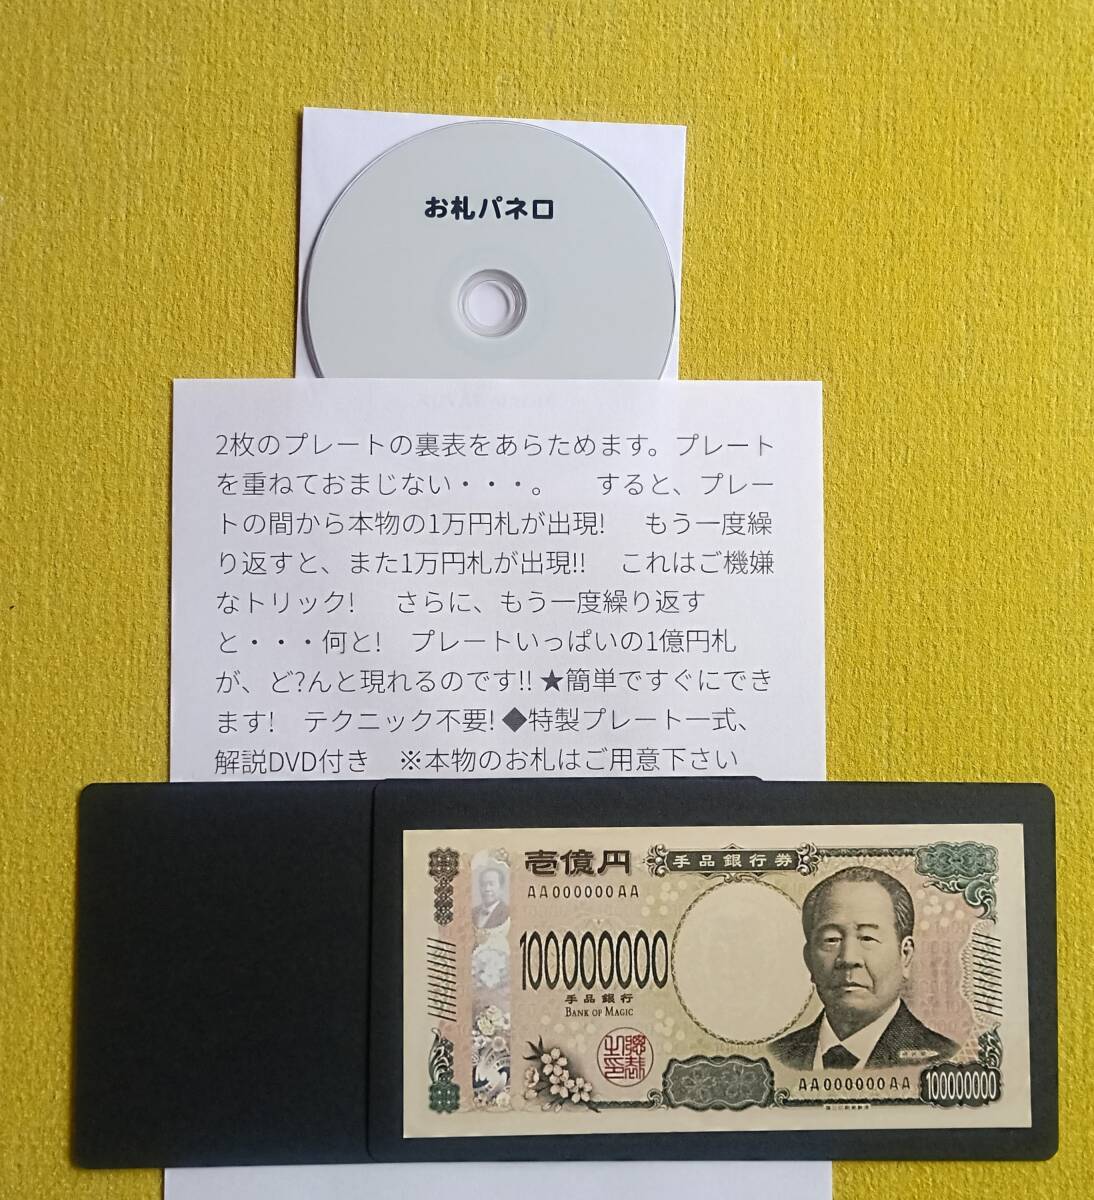 お札パネロ
2枚のプレートの裏表をあらためます。プレート
を重ねておまじない・・・。　すると、プレー
トの間から本物の1万円札が出現!　もう一度繰
り返すと、また1万円札が出現!!　これはご機嫌
なトリック!　さらに、もう一度繰り返す
と・・・何と!　プレートいっぱいの1億円札
が、ど?んと現れるのです!! ★簡単ですぐにでき
ます!　テクニック不要! ◆特製プレート一式、
解説DVD付き　※本物のお札はご用意下さい
壱億円
手品銀行券
AA000000AA
100000000
手品銀行
BANK OF MAGIC
AA000000AA
100000000